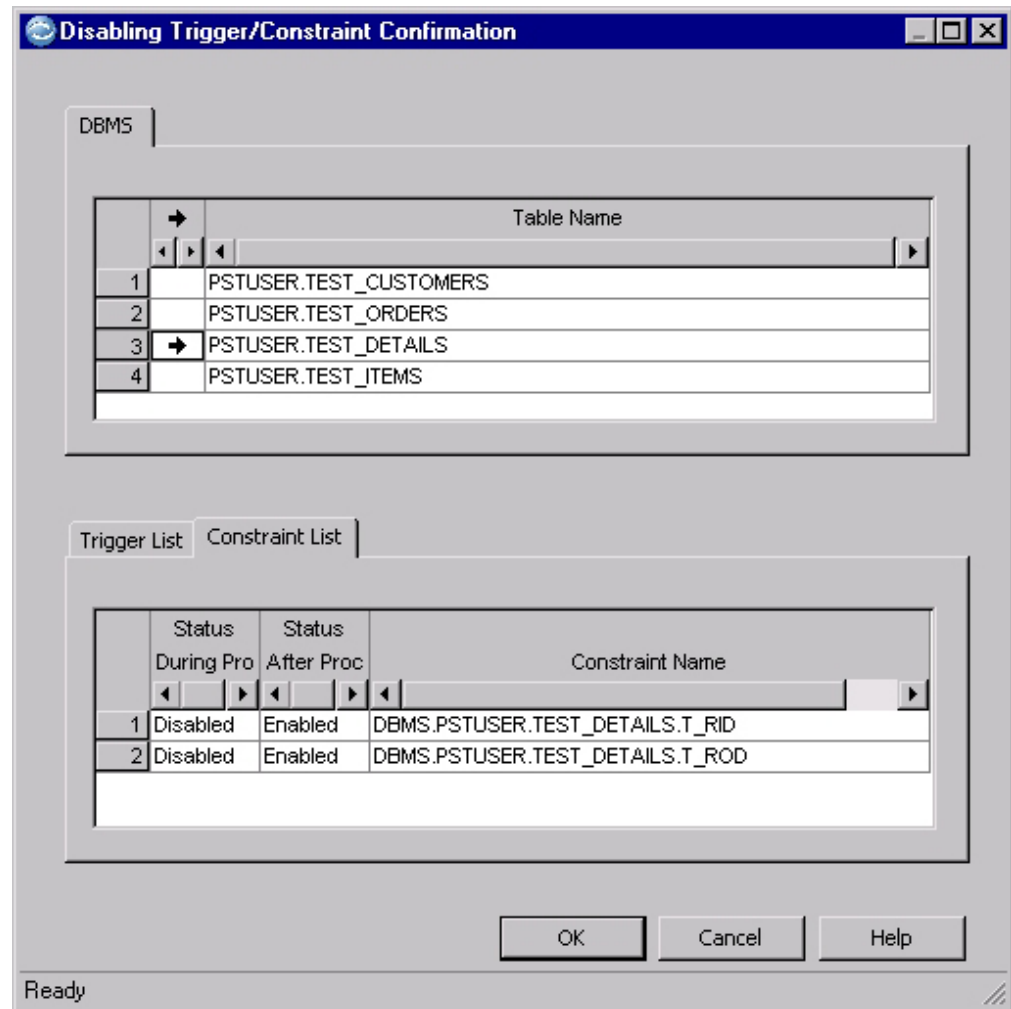 Disabling Trigger/Constraint Confirmation
DBMS
Table Name
1 PSTUSER.TEST_CUSTOMERS
2 PSTUSER.TEST_ORDERS
3 PSTUSER.TEST_DETAILS
4 PSTUSER.TEST_ITEMS
Trigger List Constraint List
Status Status
During Pro After Proc Constraint Name
1 Disabled Enabled DBMS.PSTUSER.TEST_DETAILS.T_RID
2 Disabled Enabled DBMS.PSTUSER.TEST_DETAILS.T_ROD
OK Cancel Help
Ready